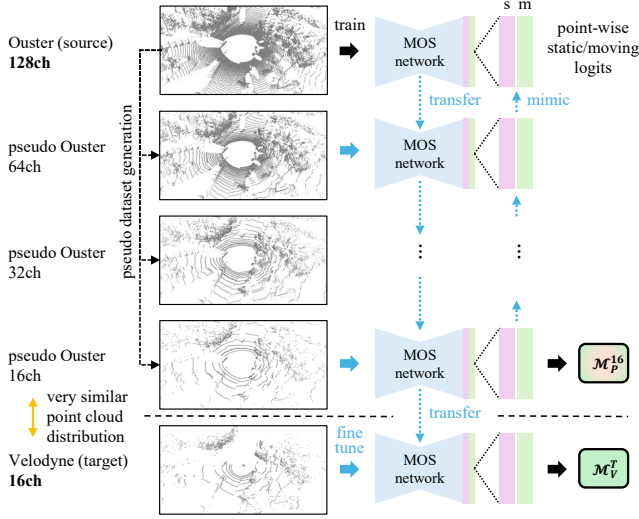 Ouster (source)
128ch
train
MOS
network
s m
point-wise
static/moving
logits
transfer
mimic
pseudo dataset generation
pseudo Ouster
64ch
MOS
network
pseudo Ouster
32ch
pseudo Ouster
16ch
MOS
network
ℳ_P^16
very similar
point cloud
distribution
transfer
Velodyne (target)
16ch
fine
tune
MOS
network
ℳ_V^T